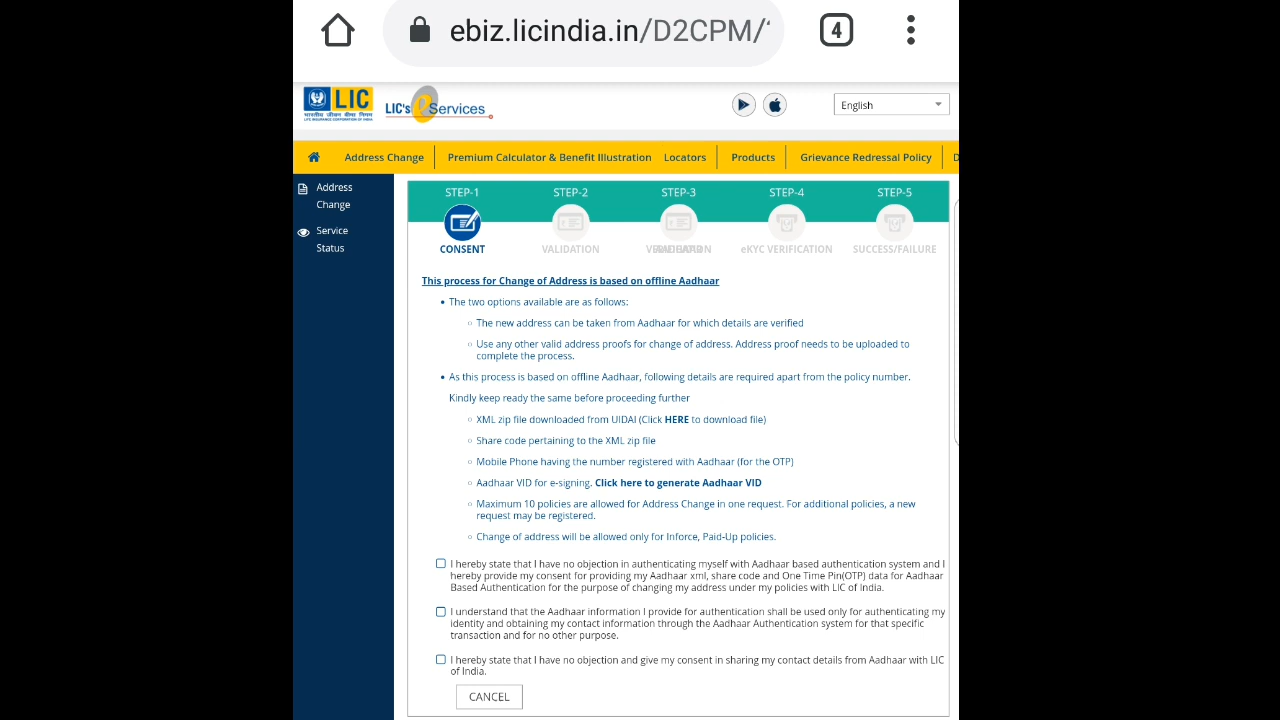 ebiz.licindia.in/D2CPM/
4
LIC
भारतीय जीवन बीमा निगम
LIFE INSURANCE CORPORATION OF INDIA
LIC's eServices
English
Address Change
Premium Calculator & Benefit Illustration
Locators
Products
Grievance Redressal Policy
D
Address
Change
Service
Status
STEP-1
STEP-2
STEP-3
STEP-4
STEP-5
CONSENT
VALIDATION
eKYC VERIFICATION
SUCCESS/FAILURE
This process for Change of Address is based on offline Aadhaar
• The two options available are as follows:
○ The new address can be taken from Aadhaar for which details are verified
○ Use any other valid address proofs for change of address. Address proof needs to be uploaded to
complete the process.
• As this process is based on offline Aadhaar, following details are required apart from the policy number.
Kindly keep ready the same before proceeding further
○ XML zip file downloaded from UIDAI (Click HERE to download file)
○ Share code pertaining to the XML zip file
○ Mobile Phone having the number registered with Aadhaar (for the OTP)
○ Aadhaar VID for e-signing. Click here to generate Aadhaar VID
○ Maximum 10 policies are allowed for Address Change in one request. For additional policies, a new
request may be registered.
○ Change of address will be allowed only for Inforce, Paid-Up policies.
I hereby state that I have no objection in authenticating myself with Aadhaar based authentication system and I
hereby provide my consent for providing my Aadhaar xml, share code and One Time Pin(OTP) data for Aadhaar
Based Authentication for the purpose of changing my address under my policies with LIC of India.
I understand that the Aadhaar information I provide for authentication shall be used only for authenticating my
identity and obtaining my contact information through the Aadhaar Authentication system for that specific
transaction and for no other purpose.
I hereby state that I have no objection and give my consent in sharing my contact details from Aadhaar with LIC
of India.
CANCEL